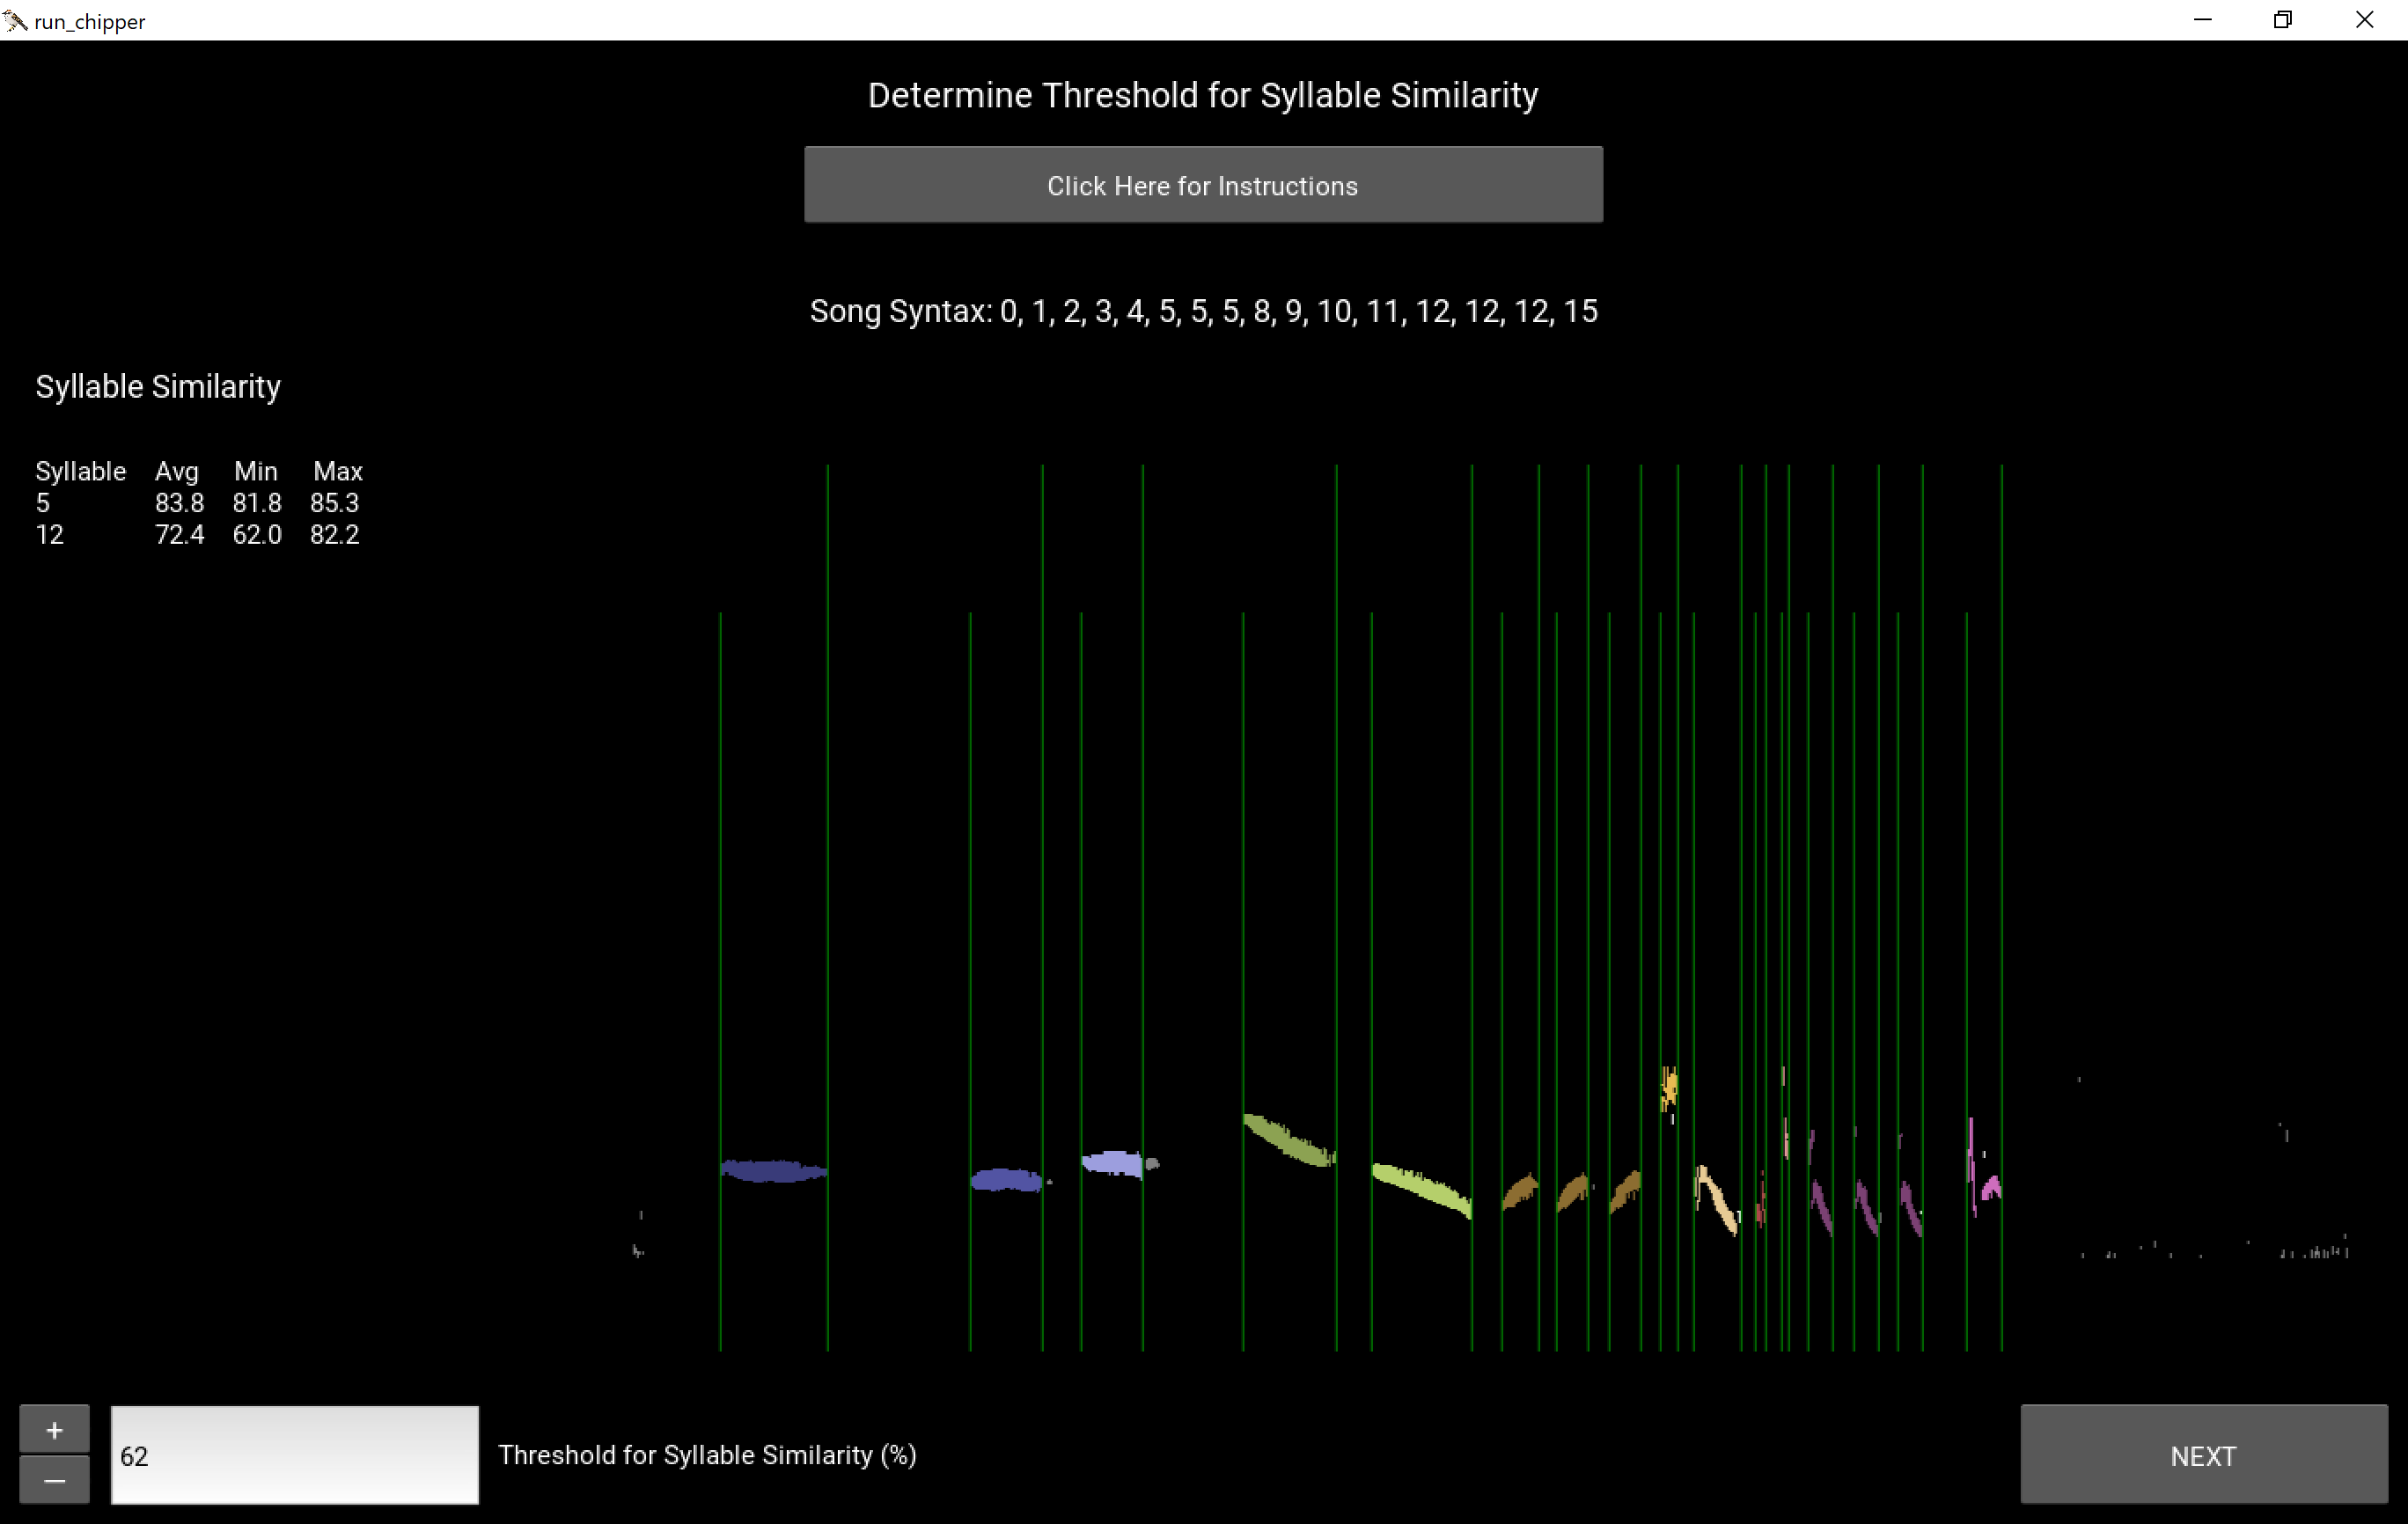 run_chipper
Determine Threshold for Syllable Similarity
Click Here for Instructions
Song Syntax: 0, 1, 2, 3, 4, 5, 5, 5, 8, 9, 10, 11, 12, 12, 12, 15
Syllable Similarity
Syllable Avg Min Max
5 83.8 81.8 85.3
12 72.4 62.0 82.2
+
62
Threshold for Syllable Similarity (%)
—
NEXT